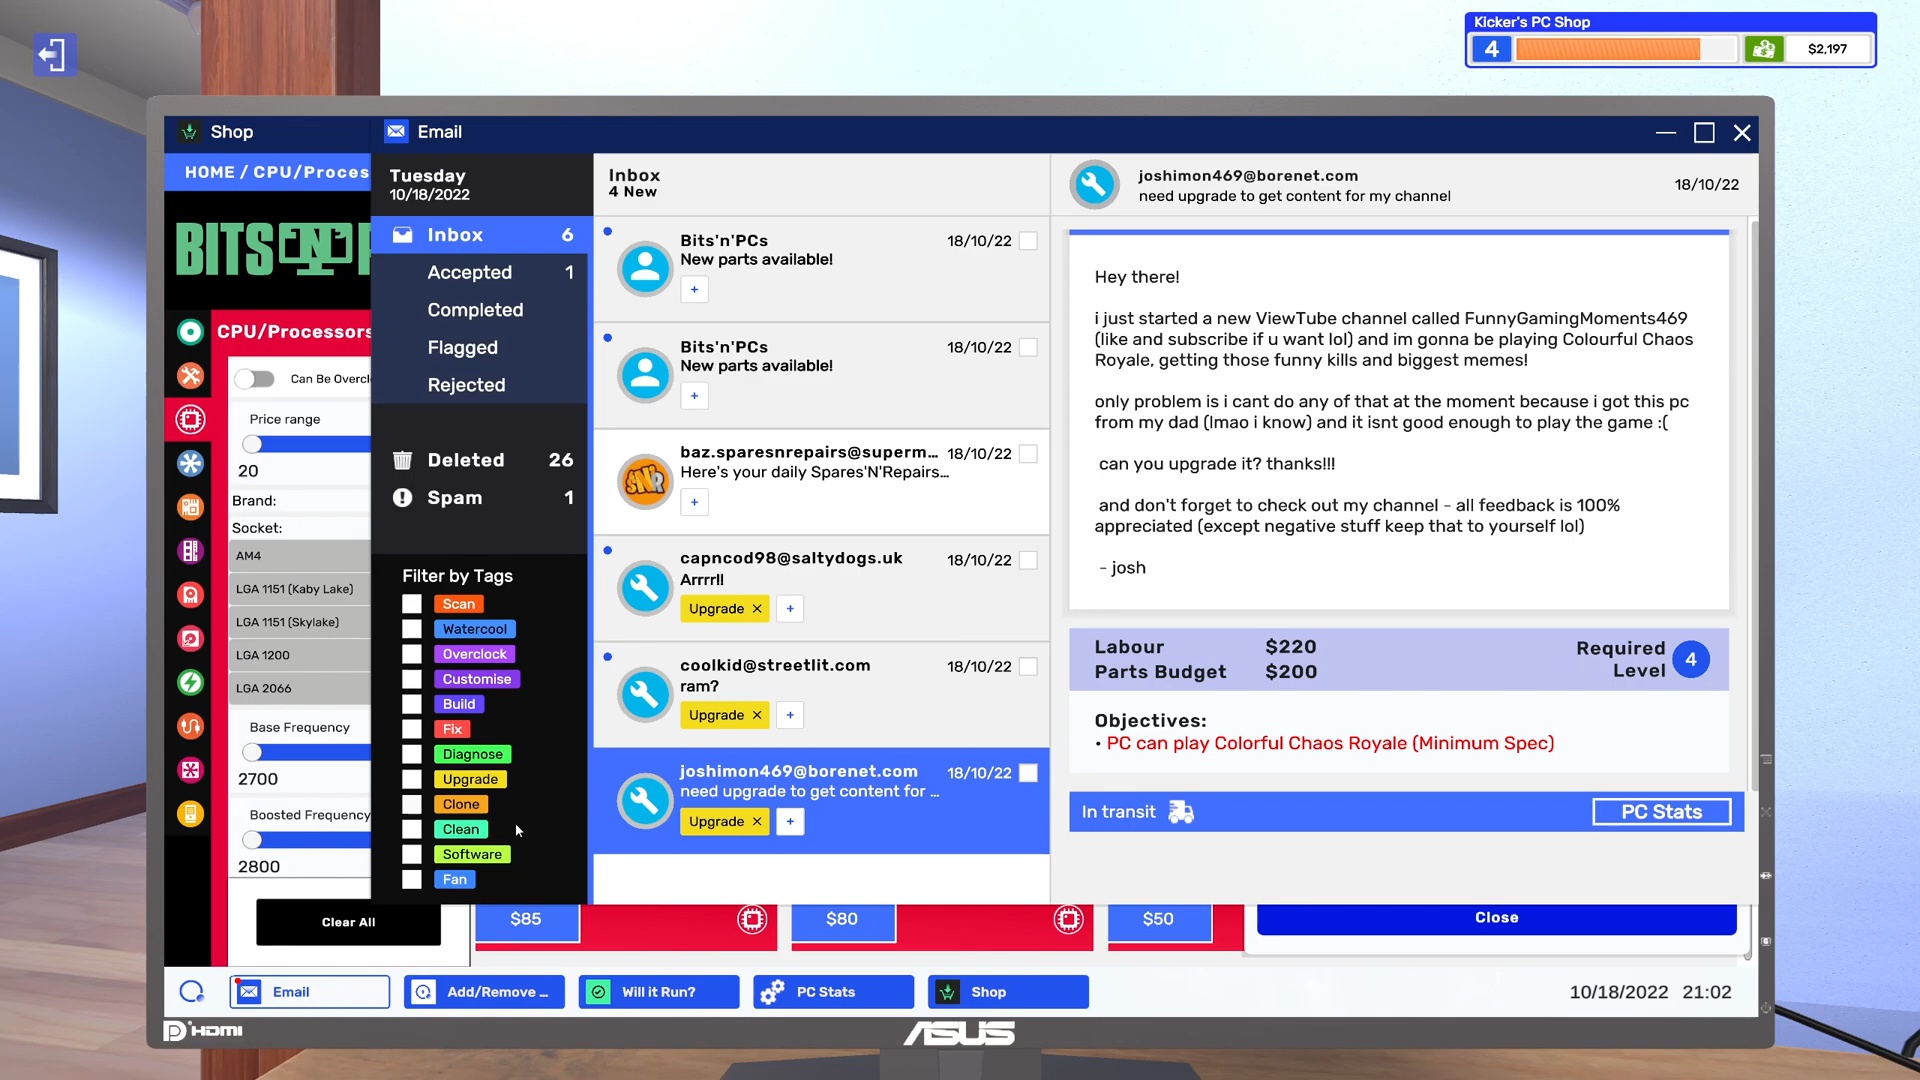 Kicker's PC Shop
4
$2,197
Shop
Email
HOME / CPU/Proces
Tuesday
10/18/2022
Inbox
4 New
joshimon469@borenet.com
need upgrade to get content for my channel
18/10/22
BITS
Inbox 6
Accepted 1
Completed
Flagged
Rejected
Deleted 26
Spam 1
CPU/Processors
Can Be Overcl
Price range
20
Brand:
Socket:
AM4
LGA 1151 (Kaby Lake)
LGA 1151 (Skylake)
LGA 1200
LGA 2066
Base Frequency
2700
Boosted Frequency
2800
Clear All
Filter by Tags
Scan
Watercool
Overclock
Customise
Build
Fix
Diagnose
Upgrade
Clone
Clean
Software
Fan
Bits'n'PCs 18/10/22
New parts available!
+
Bits'n'PCs 18/10/22
New parts available!
+
SNR
baz.sparesnrepairs@superm... 18/10/22
Here's your daily Spares'N'Repairs...
+
capncod98@saltydogs.uk 18/10/22
Arrrr!!
Upgrade × +
coolkid@streetlit.com 18/10/22
ram?
Upgrade × +
joshimon469@borenet.com 18/10/22
need upgrade to get content for ...
Upgrade × +
Hey there!
i just started a new ViewTube channel called FunnyGamingMoments469
(like and subscribe if u want lol) and im gonna be playing Colourful Chaos
Royale, getting those funny kills and biggest memes!
only problem is i cant do any of that at the moment because i got this pc
from my dad (lmao i know) and it isnt good enough to play the game :(
can you upgrade it? thanks!!!
and don't forget to check out my channel - all feedback is 100%
appreciated (except negative stuff keep that to yourself lol)
- josh
Labour $220
Parts Budget $200
Required
Level 4
Objectives:
• PC can play Colorful Chaos Royale (Minimum Spec)
In transit
PC Stats
$85
$80
$50
Close
Email
Add/Remove ...
Will it Run?
PC Stats
Shop
10/18/2022 21:02
HDMI
ASUS